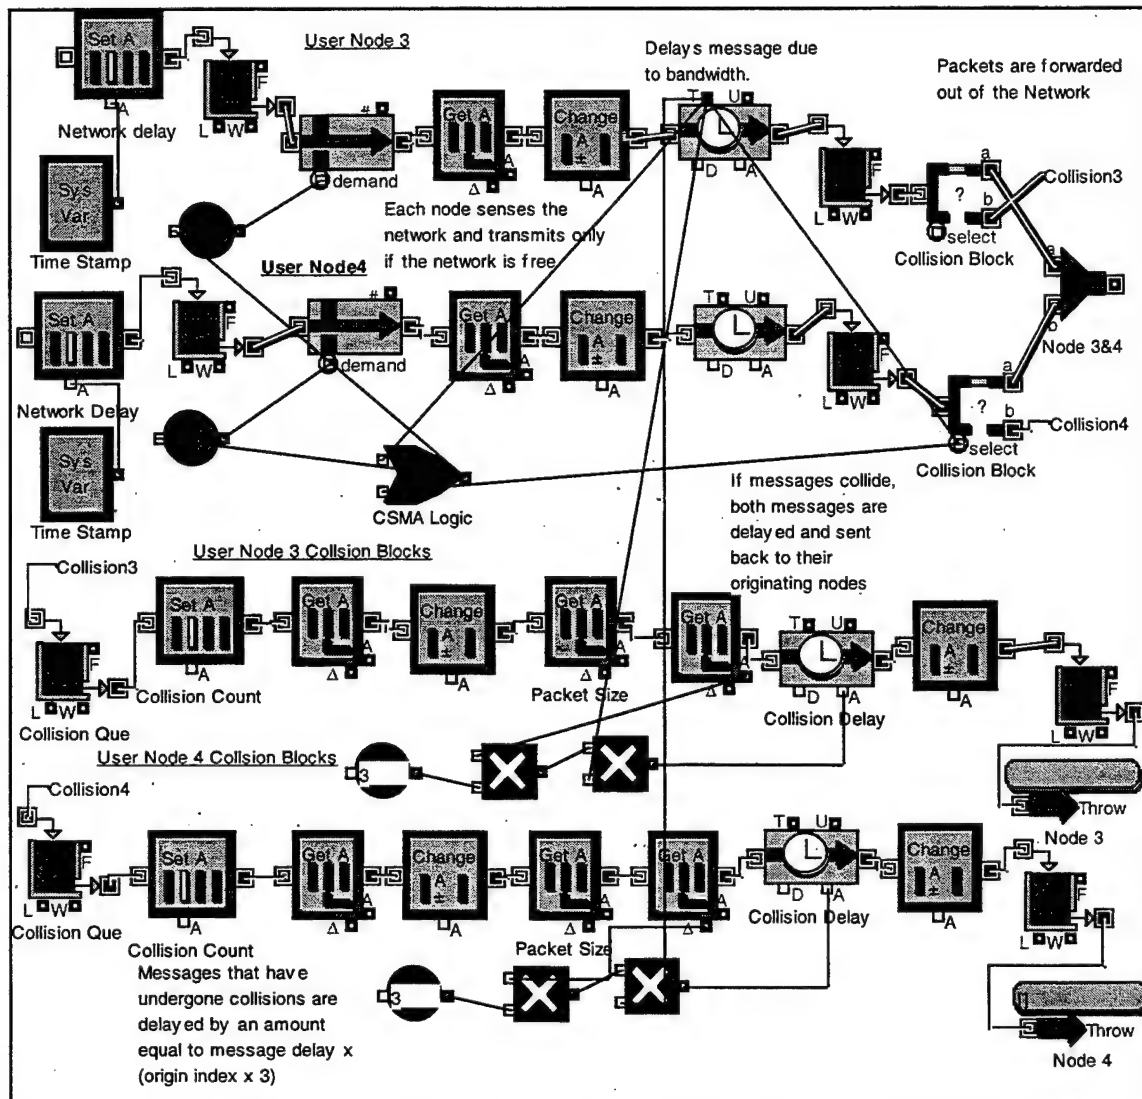 Set A
User Node 3
Delays message due
to bandwidth.
Packets are forwarded
out of the Network
F
T
U
#
A
L W
Network delay
Get A
Change
A
±
A
Δ
A
D
A
demand
F
L W
a
?
b
Collision3
select
Collision Block
Sys
Var
Time Stamp
Each node senses the
network and transmits only
if the network is free
User Node4
#
T
U
Set A
F
L W
A
Network Delay
demand
Get A
A
Δ
Change
A
±
A
D
A
F
L W
a
b
Node 3&4
a
?
b
Collision4
select
Collision Block
Sys
Var
Time Stamp
CSMA Logic
If messages collide,
both messages are
delayed and sent
back to their
originating nodes
User Node 3 Collsion Blocks
Collision3
F
L W
Collision Que
Set A
A
Collision Count
Get A
A
Δ
Change
A
±
A
Get A
A
Δ
Packet Size
Get A
A
Δ
T
U
D
A
Collision Delay
Change
A
±
A
F
L W
Throw
Node 3
User Node 4 Collsion Blocks
3
Collision4
F
L W
Collision Que
Set A
A
Collision Count
Get A
A
Δ
Change
A
±
A
Get A
A
Δ
Packet Size
Get A
A
Δ
T
U
D
A
Collision Delay
Change
A
±
A
F
L W
Throw
Node 4
3
Messages that have
undergone collisions are
delayed by an amount
equal to message delay x
(origin index x 3)